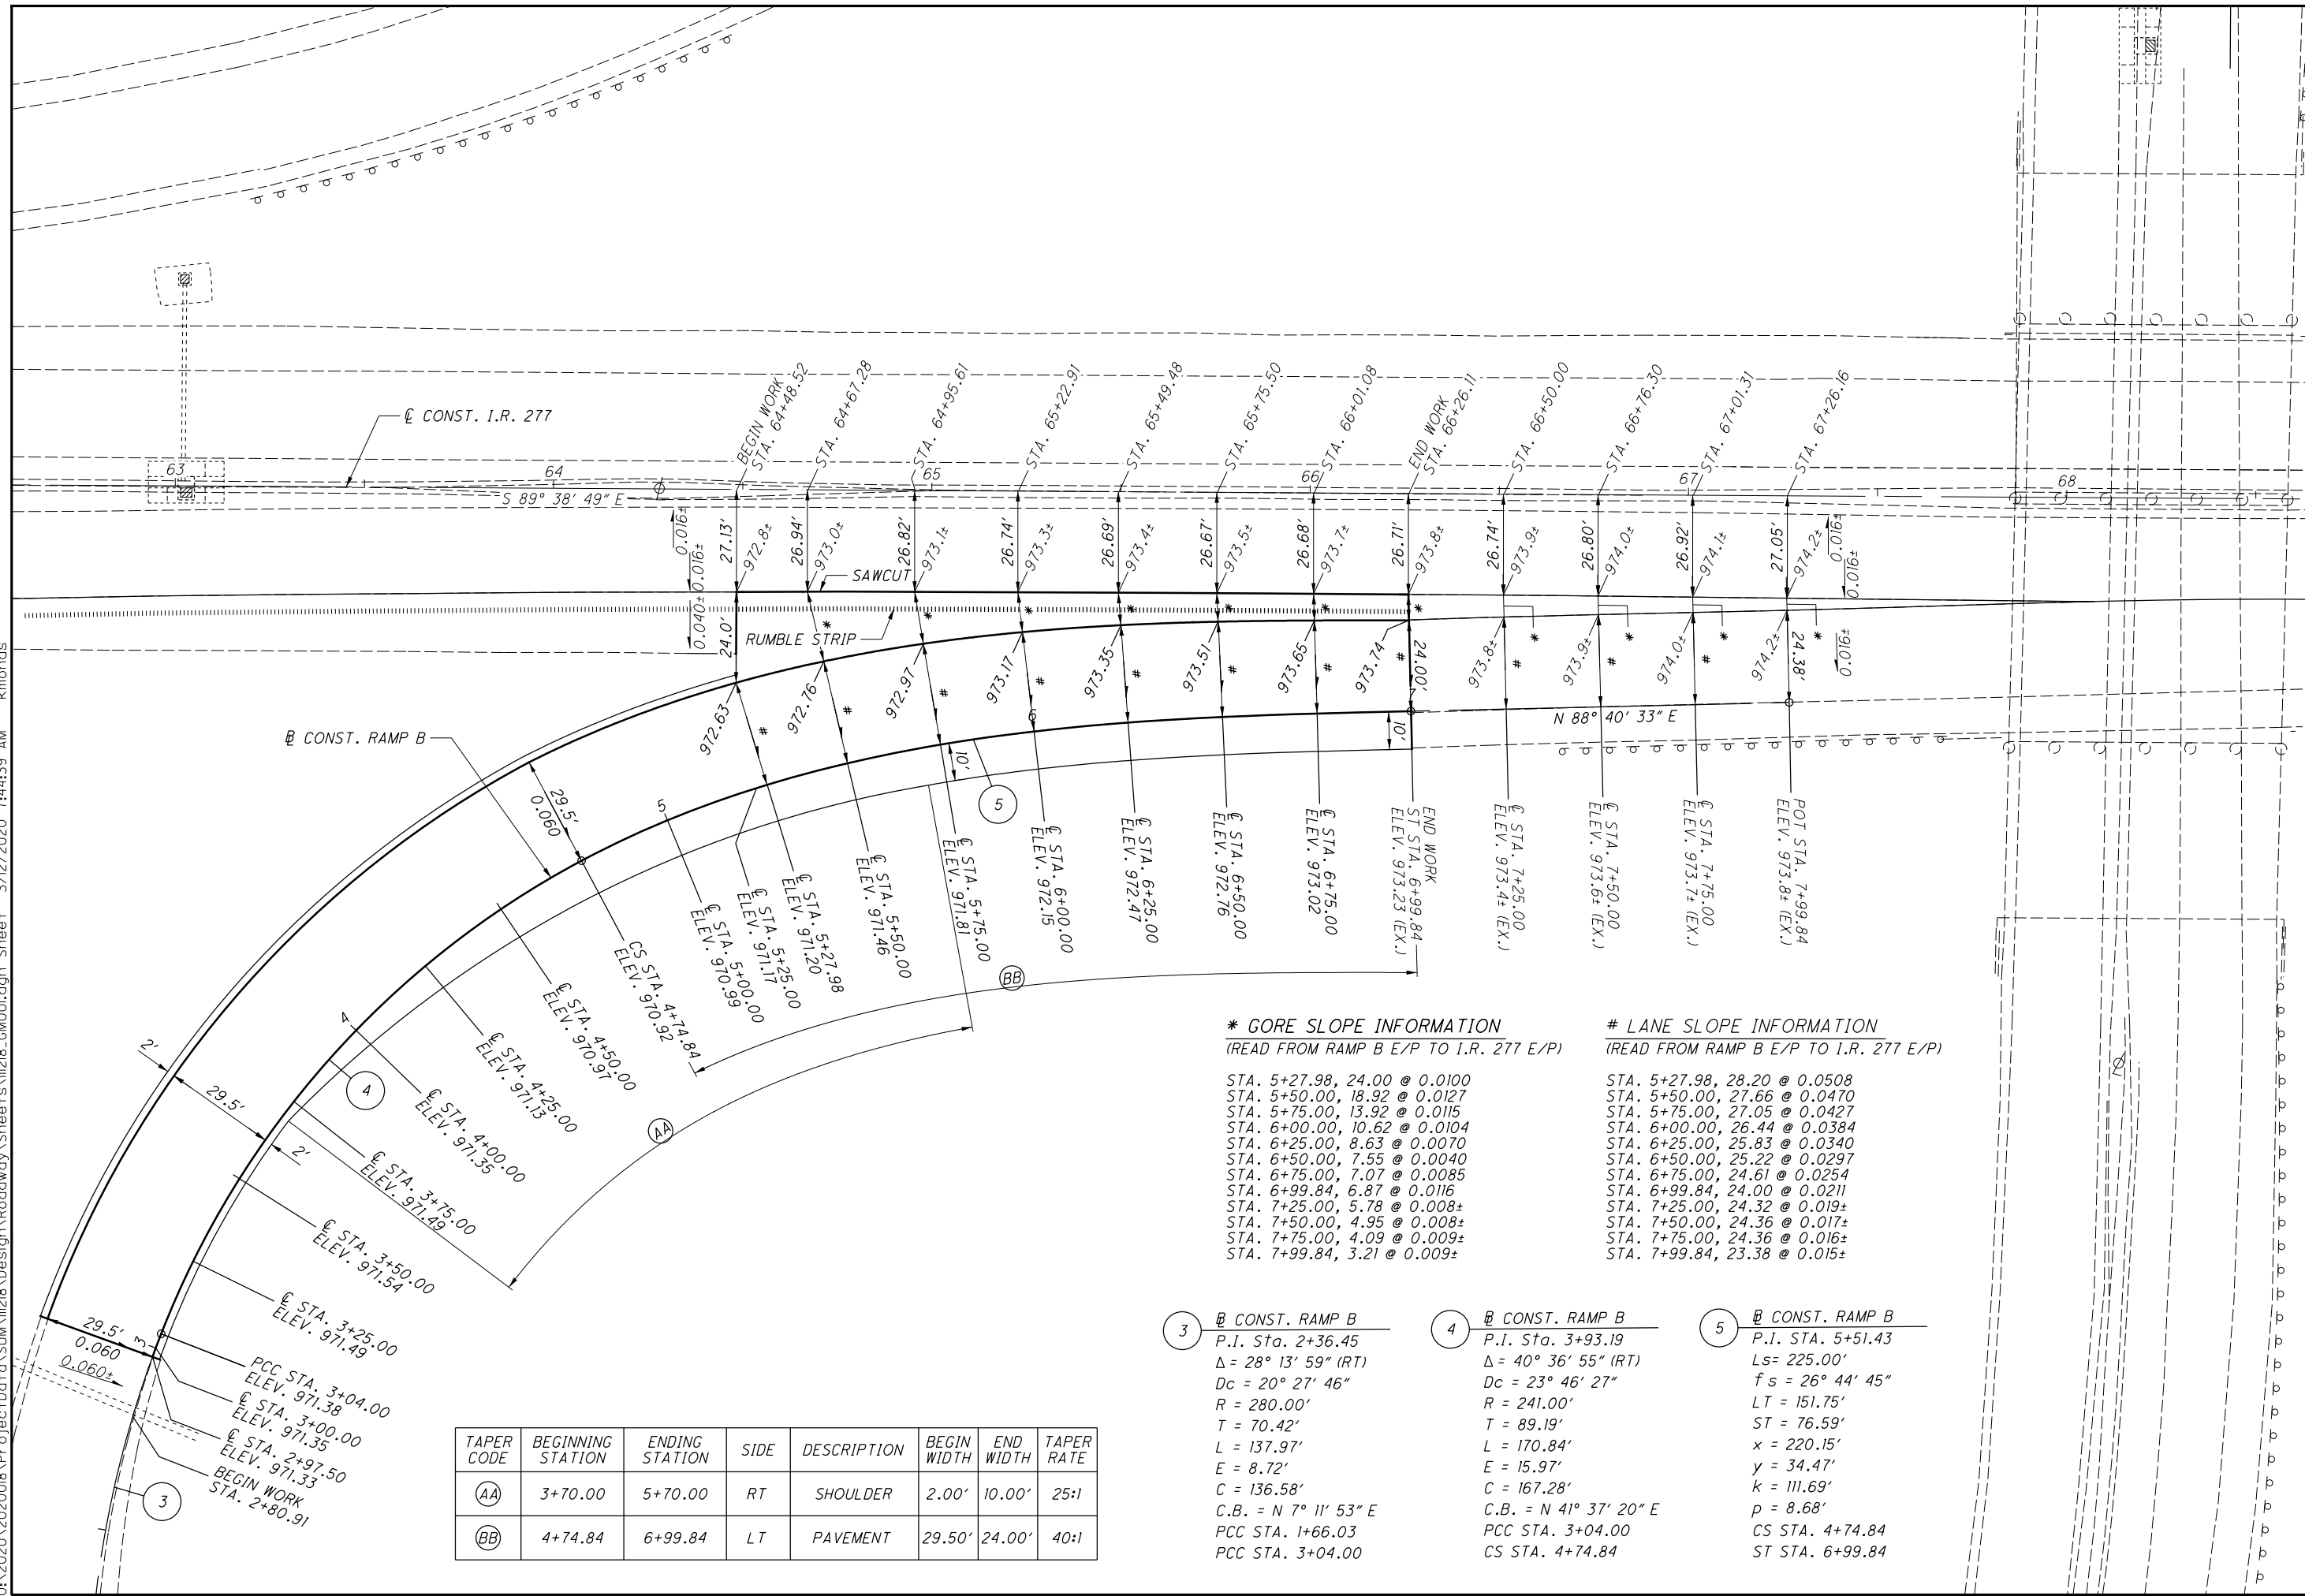 ℄ CONST. I.R. 277
63
64
65
66
67
68
S 89° 38' 49" E
BEGIN WORK
STA. 64+48.52
STA. 64+67.28
STA. 64+95.61
STA. 65+22.91
STA. 65+49.48
STA. 65+75.50
STA. 66+01.08
END WORK
STA. 66+26.11
STA. 66+50.00
STA. 66+76.30
STA. 67+01.31
STA. 67+26.16
0.016±
0.016±
0.040±
27.13'
972.8±
26.94'
973.0±
26.82'
973.1±
26.74'
973.3±
26.69'
973.4±
26.67'
973.5±
26.68'
973.7±
26.71'
973.8±
26.74'
973.9±
26.80'
974.0±
26.92'
974.1±
27.05'
974.2±
0.016±
0.016±
0.016±
SAWCUT
RUMBLE STRIP
24.0'
972.63
972.76
972.97
973.17
973.35
973.51
973.65
973.74
24.00'
973.8±
973.9±
974.0±
974.2±
24.38'
N 88° 40' 33" E
10'
10'
5
6
7
5
BL CONST. RAMP B
29.5'
0.060
END WORK
ST STA. 6+99.84
ELEV. 973.23 (EX.)
℄ STA. 7+25.00
ELEV. 973.4± (EX.)
℄ STA. 7+50.00
ELEV. 973.6± (EX.)
℄ STA. 7+75.00
ELEV. 973.7± (EX.)
POT STA. 7+99.84
ELEV. 973.8± (EX.)
℄ STA. 6+75.00
ELEV. 973.02
℄ STA. 6+50.00
ELEV. 972.76
℄ STA. 6+25.00
ELEV. 972.47
℄ STA. 6+00.00
ELEV. 972.15
℄ STA. 5+75.00
ELEV. 971.81
℄ STA. 5+50.00
ELEV. 971.46
℄ STA. 5+27.98
ELEV. 971.20
℄ STA. 5+25.00
ELEV. 971.17
℄ STA. 5+00.00
ELEV. 970.99
CS STA. 4+74.84
ELEV. 970.92
℄ STA. 4+50.00
ELEV. 970.97
℄ STA. 4+25.00
ELEV. 971.13
℄ STA. 4+00.00
ELEV. 971.35
℄ STA. 3+75.00
ELEV. 971.49
℄ STA. 3+50.00
ELEV. 971.54
℄ STA. 3+25.00
ELEV. 971.49
PCC STA. 3+04.00
ELEV. 971.38
℄ STA. 3+00.00
ELEV. 971.35
℄ STA. 2+97.50
ELEV. 971.33
BEGIN WORK
STA. 2+80.91
BB
AA
4
4
2'
29.5'
2'
29.5'
0.060
0.060±
3
3
* GORE SLOPE INFORMATION
(READ FROM RAMP B E/P TO I.R. 277 E/P)
STA. 5+27.98, 24.00 @ 0.0100
STA. 5+50.00, 18.92 @ 0.0127
STA. 5+75.00, 13.92 @ 0.0115
STA. 6+00.00, 10.62 @ 0.0104
STA. 6+25.00, 8.63 @ 0.0070
STA. 6+50.00, 7.55 @ 0.0040
STA. 6+75.00, 7.07 @ 0.0085
STA. 6+99.84, 6.87 @ 0.0116
STA. 7+25.00, 5.78 @ 0.008±
STA. 7+50.00, 4.95 @ 0.008±
STA. 7+75.00, 4.09 @ 0.009±
STA. 7+99.84, 3.21 @ 0.009±
# LANE SLOPE INFORMATION
(READ FROM RAMP B E/P TO I.R. 277 E/P)
STA. 5+27.98, 28.20 @ 0.0508
STA. 5+50.00, 27.66 @ 0.0470
STA. 5+75.00, 27.05 @ 0.0427
STA. 6+00.00, 26.44 @ 0.0384
STA. 6+25.00, 25.83 @ 0.0340
STA. 6+50.00, 25.22 @ 0.0297
STA. 6+75.00, 24.61 @ 0.0254
STA. 6+99.84, 24.00 @ 0.0211
STA. 7+25.00, 24.32 @ 0.019±
STA. 7+50.00, 24.36 @ 0.017±
STA. 7+75.00, 24.36 @ 0.016±
STA. 7+99.84, 23.38 @ 0.015±
3 BL CONST. RAMP B
P.I. Sta. 2+36.45
Δ = 28° 13' 59" (RT)
Dc = 20° 27' 46"
R = 280.00'
T = 70.42'
L = 137.97'
E = 8.72'
C = 136.58'
C.B. = N 7° 11' 53" E
PCC STA. 1+66.03
PCC STA. 3+04.00
4 BL CONST. RAMP B
P.I. Sta. 3+93.19
Δ = 40° 36' 55" (RT)
Dc = 23° 46' 27"
R = 241.00'
T = 89.19'
L = 170.84'
E = 15.97'
C = 167.28'
C.B. = N 41° 37' 20" E
PCC STA. 3+04.00
CS STA. 4+74.84
5 BL CONST. RAMP B
P.I. STA. 5+51.43
Ls= 225.00'
fs = 26° 44' 45"
LT = 151.75'
ST = 76.59'
x = 220.15'
y = 34.47'
k = 111.69'
p = 8.68'
CS STA. 4+74.84
ST STA. 6+99.84
TAPER CODE BEGINNING STATION ENDING STATION SIDE DESCRIPTION BEGIN WIDTH END WIDTH TAPER RATE
AA 3+70.00 5+70.00 RT SHOULDER 2.00' 10.00' 25:1
BB 4+74.84 6+99.84 LT PAVEMENT 29.50' 24.00' 40:1